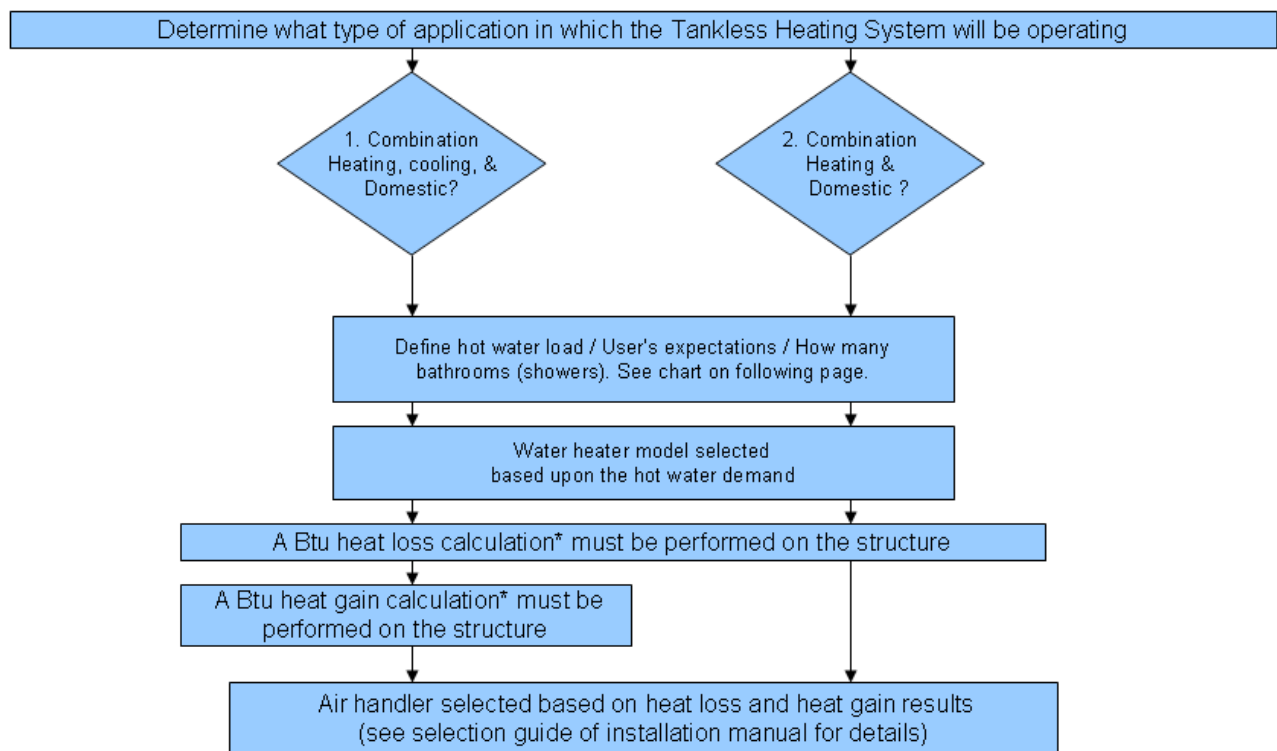 Determine what type of application in which the Tankless Heating System will be operating
1. Combination
Heating, cooling, &
Domestic?
2. Combination
Heating &
Domestic ?
Define hot water load / User's expectations / How many
bathrooms (showers). See chart on following page.
Water heater model selected
based upon the hot water demand
A Btu heat loss calculation* must be performed on the structure
A Btu heat gain calculation* must be
performed on the structure
Air handler selected based on heat loss and heat gain results
(see selection guide of installation manual for details)